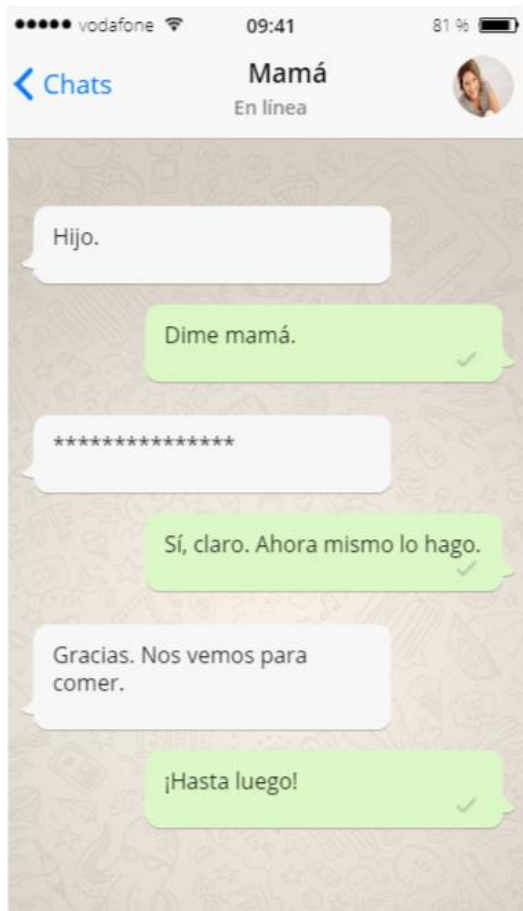 vodafone 09:41 81 %
Chats Mamá
En línea
Hijo.
Dime mamá.
***************
Sí, claro. Ahora mismo lo hago.
Gracias. Nos vemos para
comer.
¡Hasta luego!